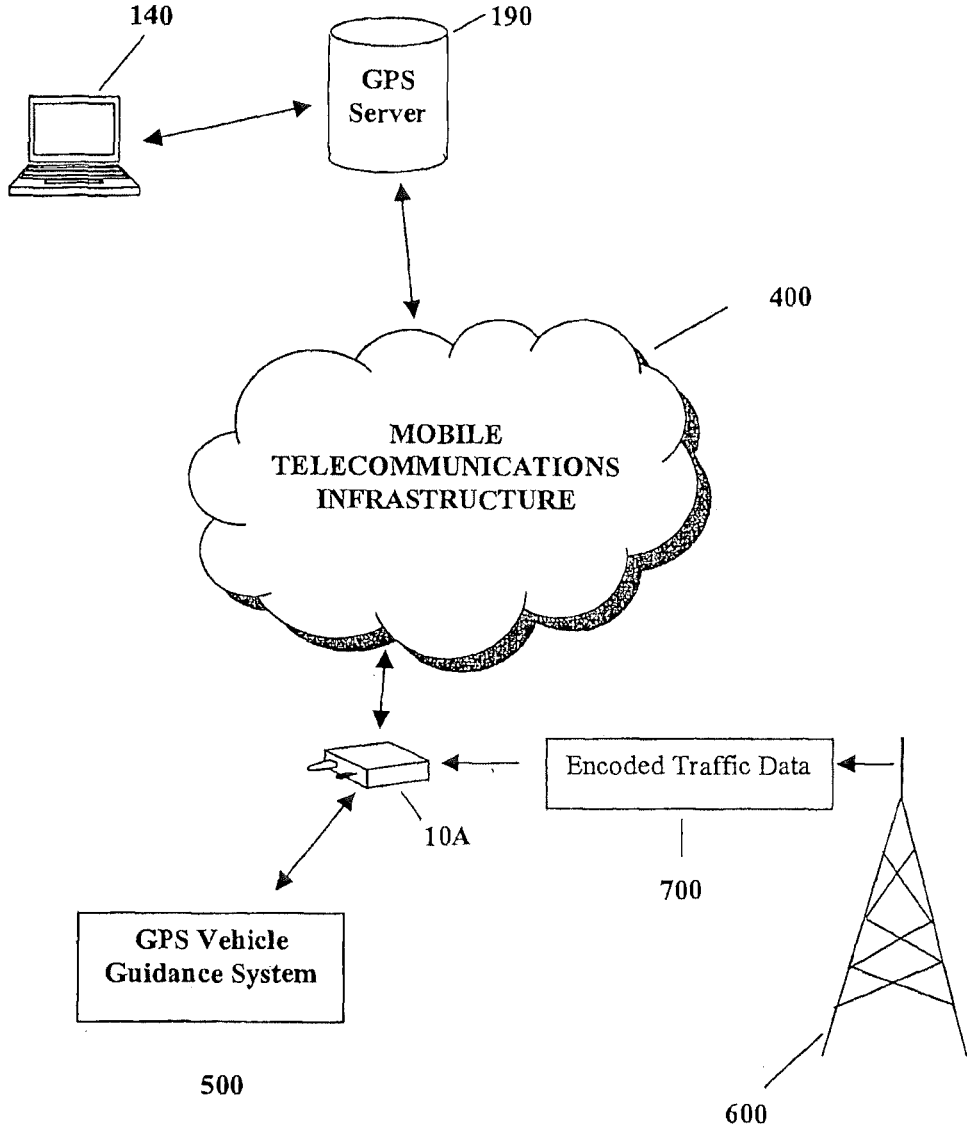 140
190
GPS
Server
400
MOBILE
TELECOMMUNICATIONS
INFRASTRUCTURE
Encoded Traffic Data
10A
700
GPS Vehicle
Guidance System
500
600